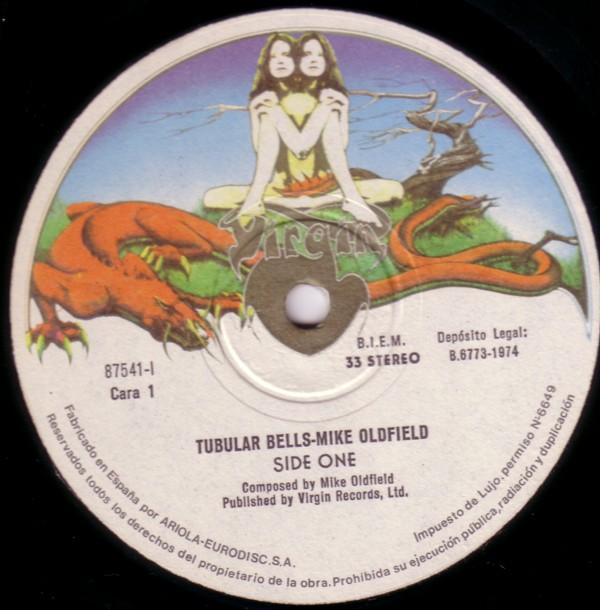 Virgin
87541-I
Cara 1
B.I.E.M.
33 STEREO
Depósito Legal:
B.6773-1974
TUBULAR BELLS-MIKE OLDFIELD
SIDE ONE
Composed by Mike Oldfield
Published by Virgin Records, Ltd.
Fabricado en España por ARIOLA-EURODISC.S.A.
Impuesto de Lujo. permiso Nº6649
Reservados todos los derechos del propietario de la obra.Prohibida su ejecución pública, radiación y duplicación